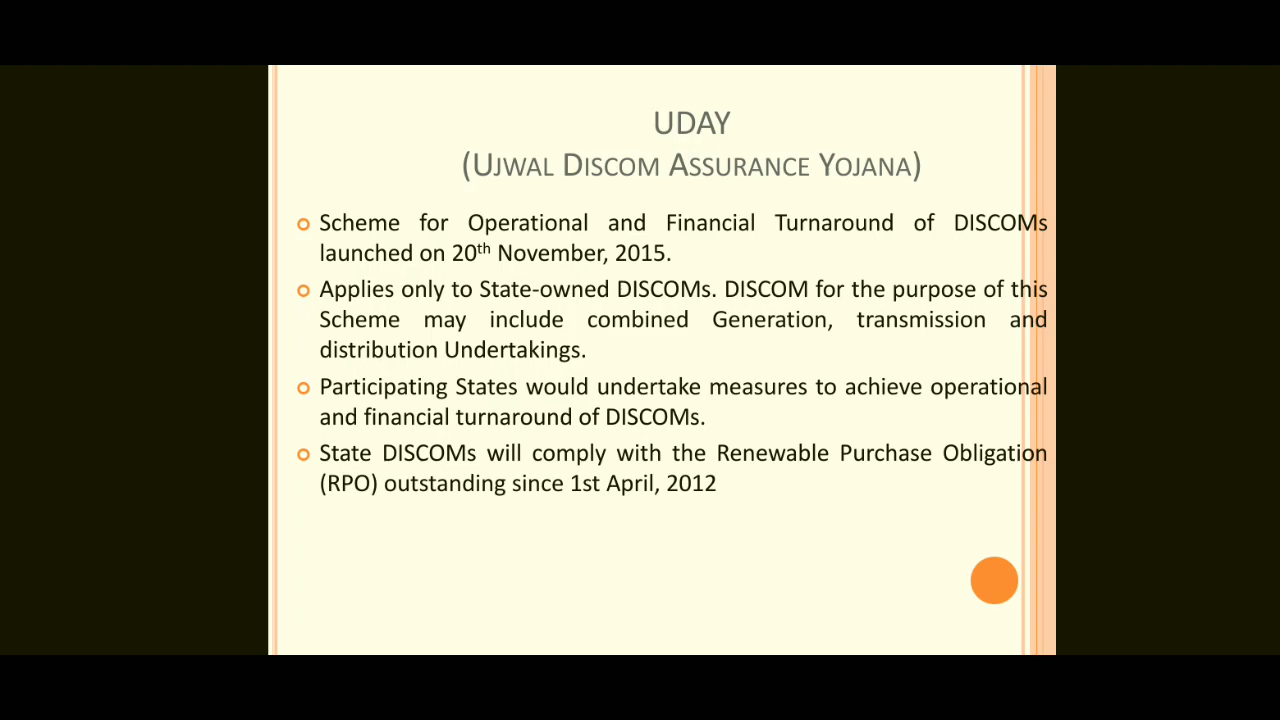 UDAY
(UJWAL DISCOM ASSURANCE YOJANA)
Scheme for Operational and Financial Turnaround of DISCOMs
launched on 20th November, 2015.
Applies only to State-owned DISCOMs. DISCOM for the purpose of this
Scheme may include combined Generation, transmission and
distribution Undertakings.
Participating States would undertake measures to achieve operational
and financial turnaround of DISCOMs.
State DISCOMs will comply with the Renewable Purchase Obligation
(RPO) outstanding since 1st April, 2012